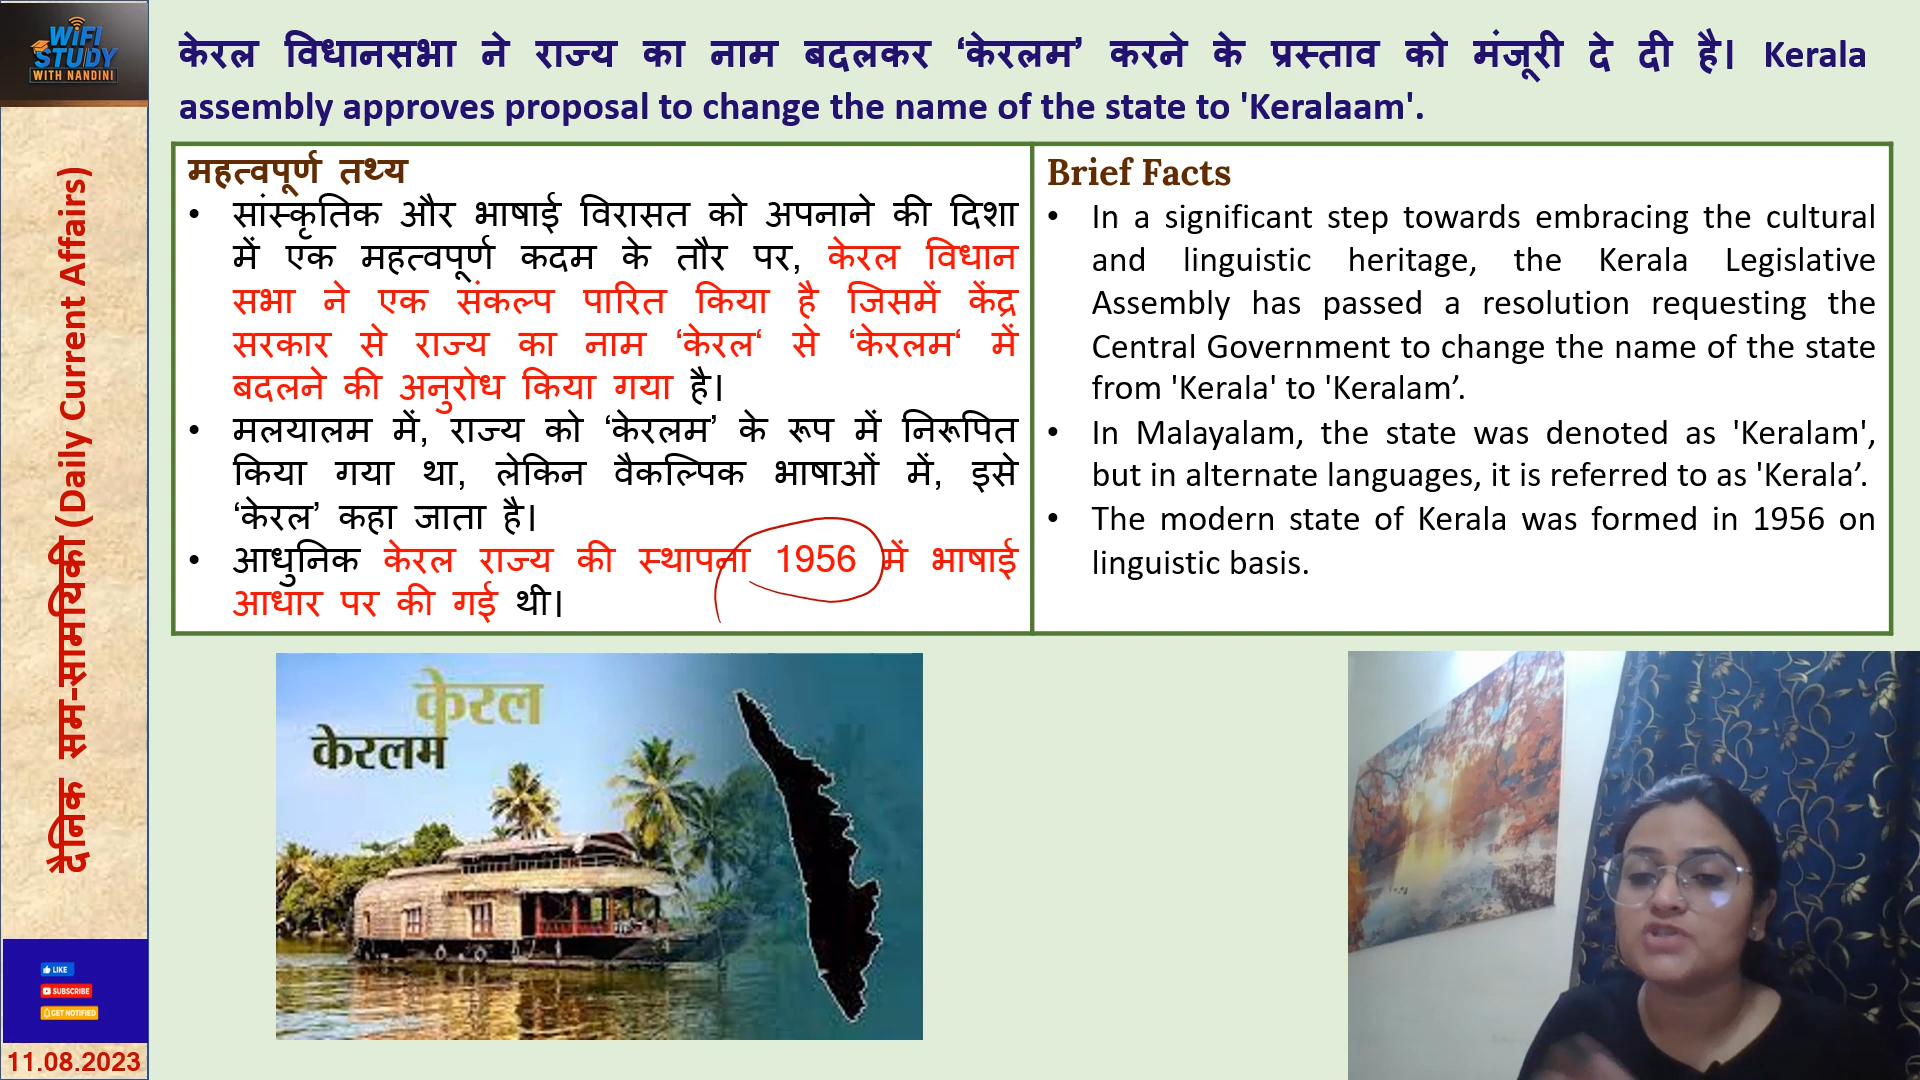 WiFI
STUDY
WITH NANDINI
केरल विधानसभा ने राज्य का नाम बदलकर ‘केरलम’ करने के प्रस्ताव को मंजूरी दे दी है। Kerala
assembly approves proposal to change the name of the state to 'Keralaam'.
दैनिक सम-सामयिकी (Daily Current Affairs)
महत्वपूर्ण तथ्य
• सांस्कृतिक और भाषाई विरासत को अपनाने की दिशा
में एक महत्वपूर्ण कदम के तौर पर, केरल विधान
सभा ने एक संकल्प पारित किया है जिसमें केंद्र
सरकार से राज्य का नाम ‘केरल‘ से ‘केरलम‘ में
बदलने की अनुरोध किया गया है।
• मलयालम में, राज्य को ‘केरलम’ के रूप में निरूपित
किया गया था, लेकिन वैकल्पिक भाषाओं में, इसे
‘केरल’ कहा जाता है।
• आधुनिक केरल राज्य की स्थापना 1956 में भाषाई
आधार पर की गई थी।
Brief Facts
• In a significant step towards embracing the cultural
and linguistic heritage, the Kerala Legislative
Assembly has passed a resolution requesting the
Central Government to change the name of the state
from 'Kerala' to 'Keralam’.
• In Malayalam, the state was denoted as 'Keralam',
but in alternate languages, it is referred to as 'Kerala’.
• The modern state of Kerala was formed in 1956 on
linguistic basis.
केरल
केरलम
LIKE
SUBSCRIBE
GET NOTIFIED
11.08.2023